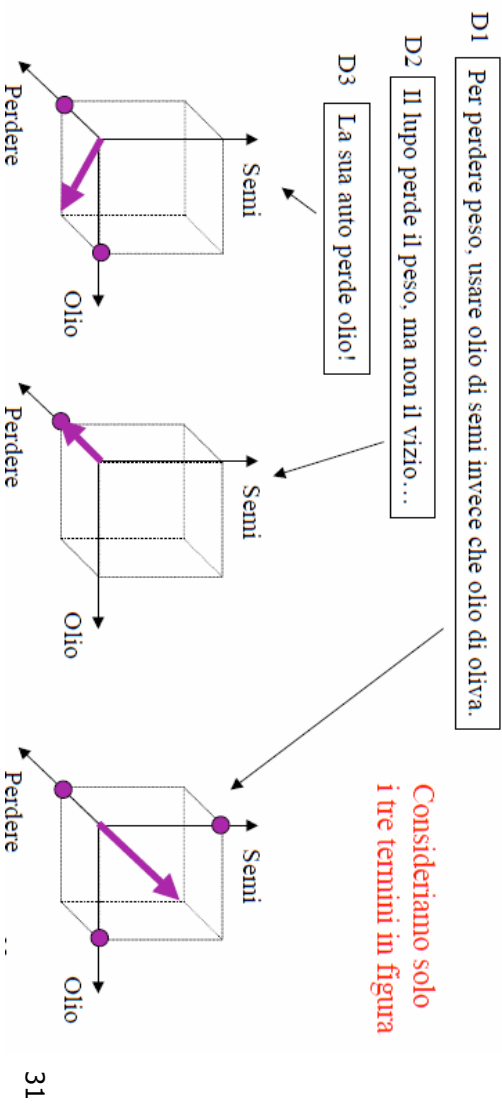 D1 Per perdere peso, usare olio di semi invece che olio di oliva.
D2 Il lupo perde il peso, ma non il vizio…
D3 La sua auto perde olio!
Consideriamo solo
i tre termini in figura
Semi
Olio
Perdere
Semi
Olio
Perdere
Semi
Olio
Perdere
31